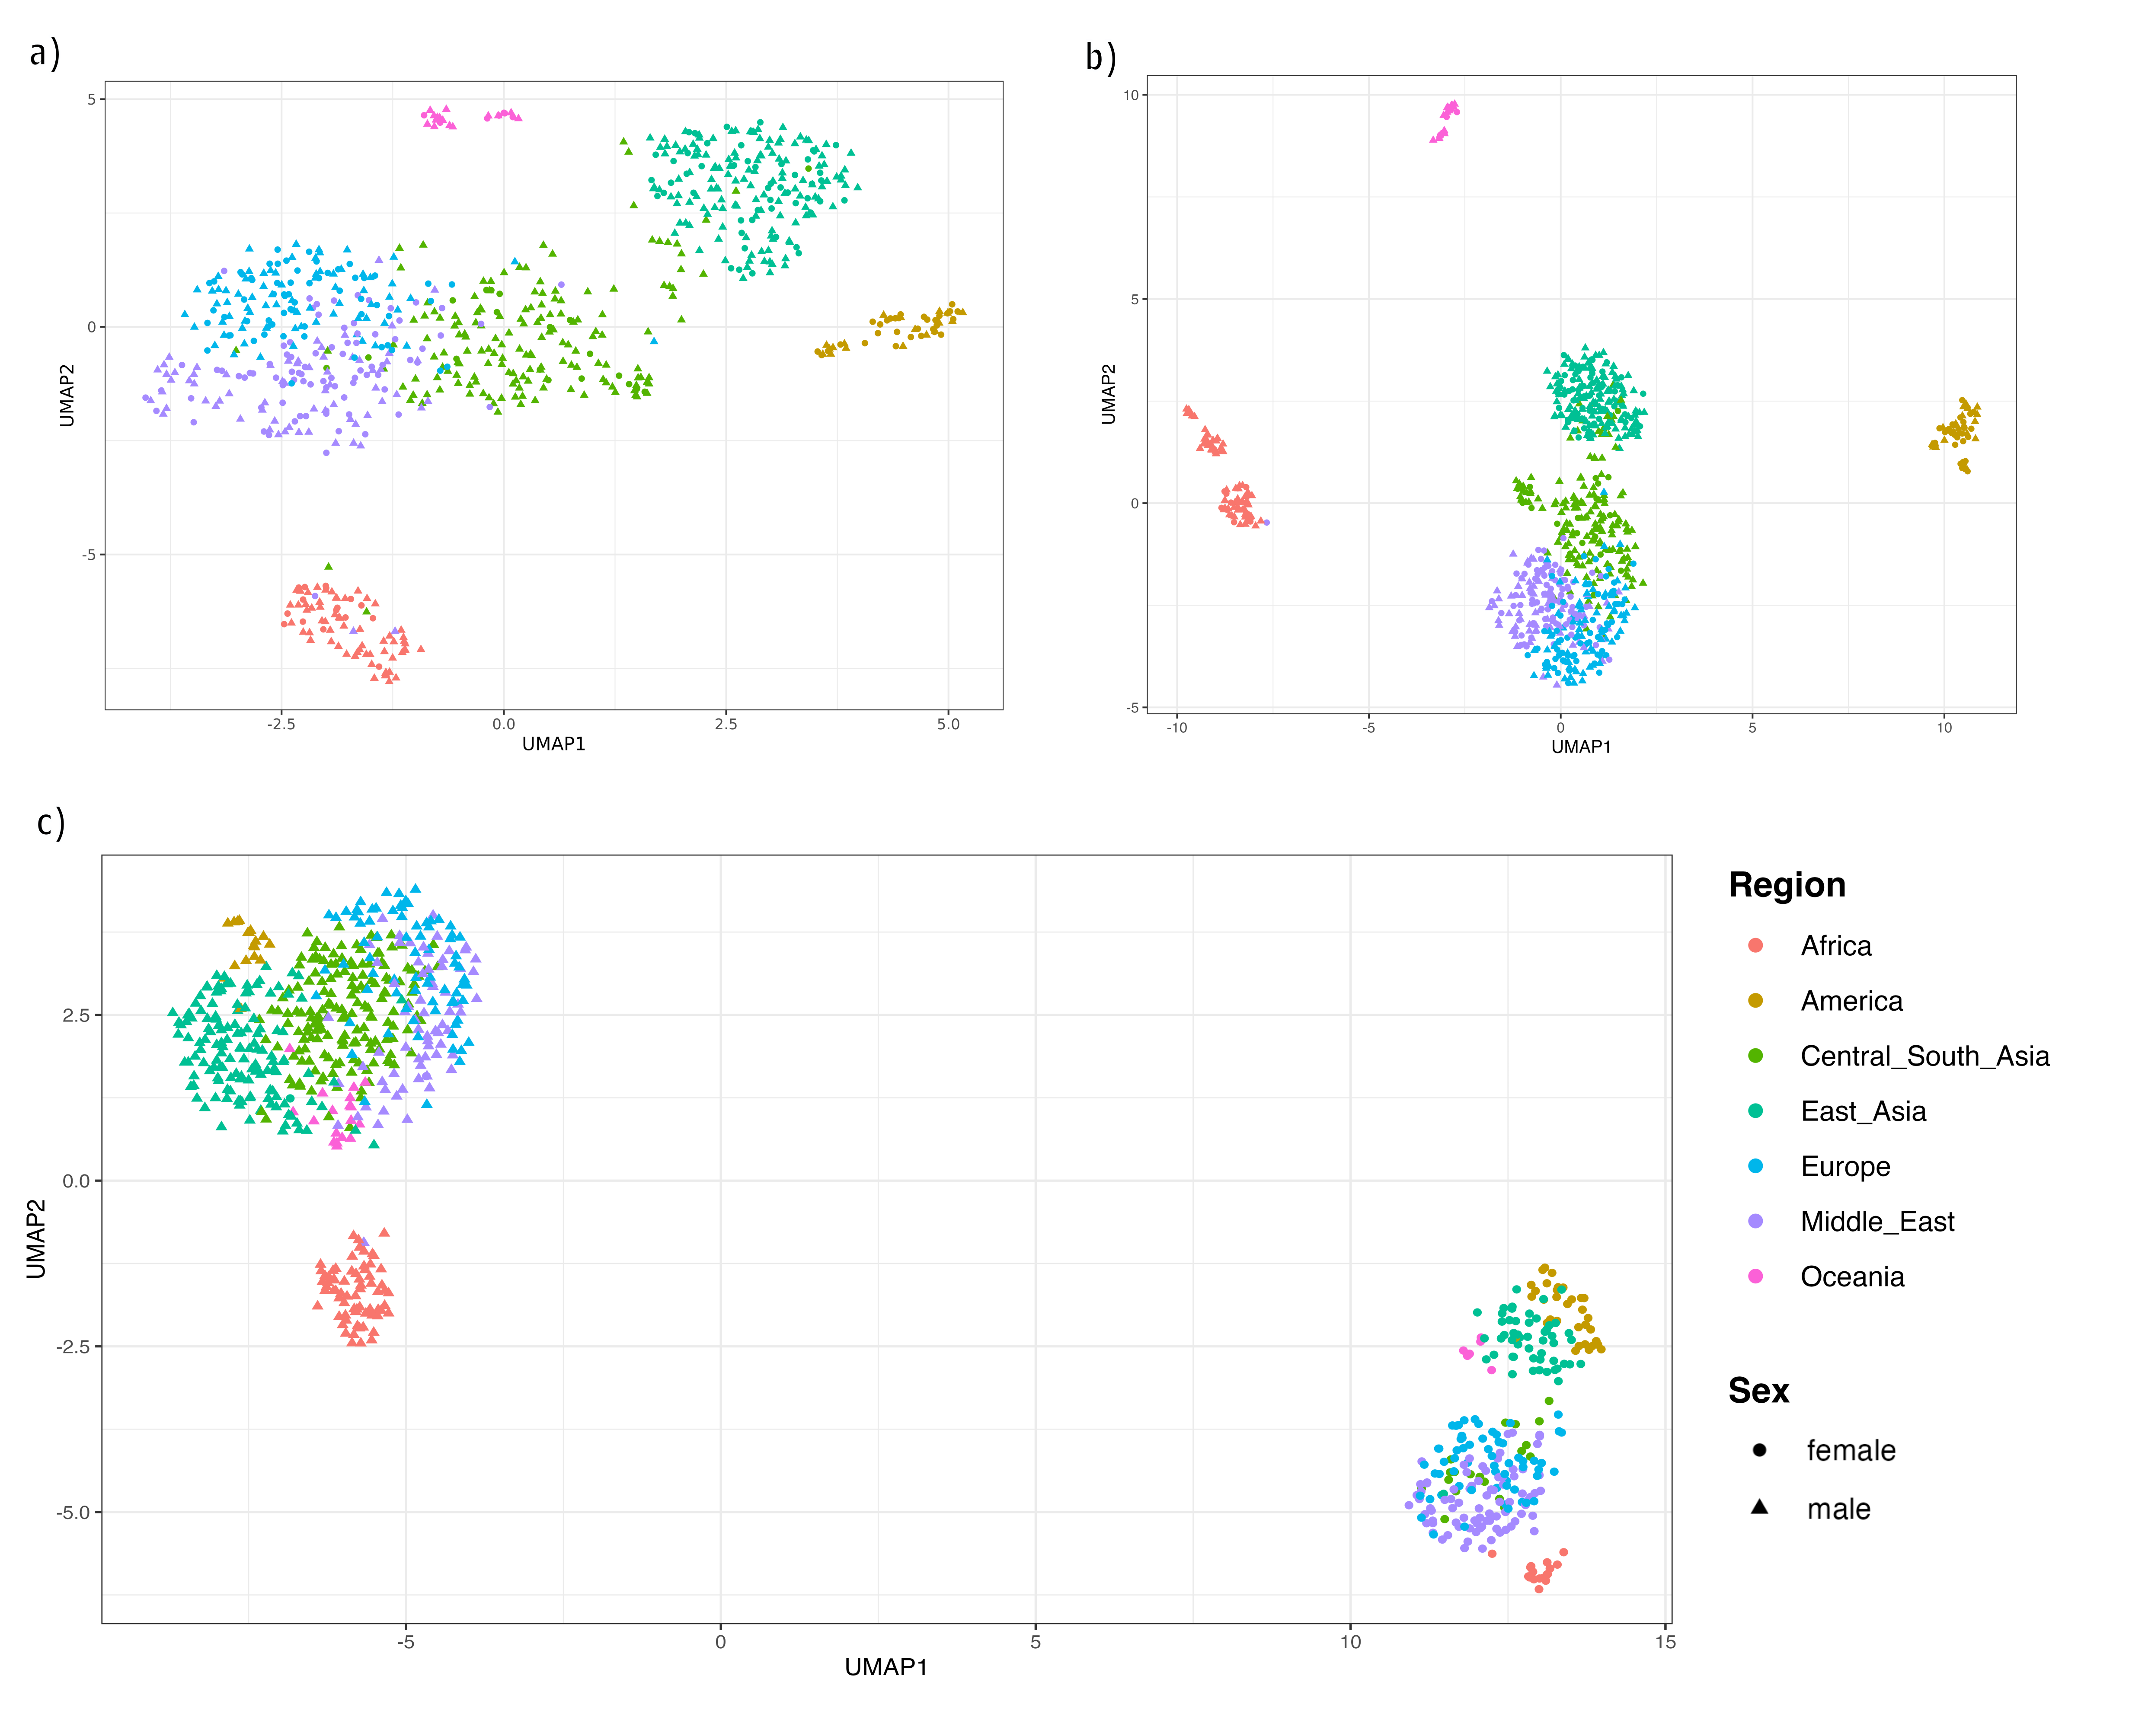 a)
5
0
-5
UMAP2
-2.5
0.0
2.5
5.0
UMAP1
b)
10
5
0
-5
UMAP2
-10
-5
0
5
10
UMAP1
c)
2.5
0.0
-2.5
-5.0
UMAP2
-5
0
5
10
15
UMAP1
Region
Africa
America
Central_South_Asia
East_Asia
Europe
Middle_East
Oceania
Sex
female
male